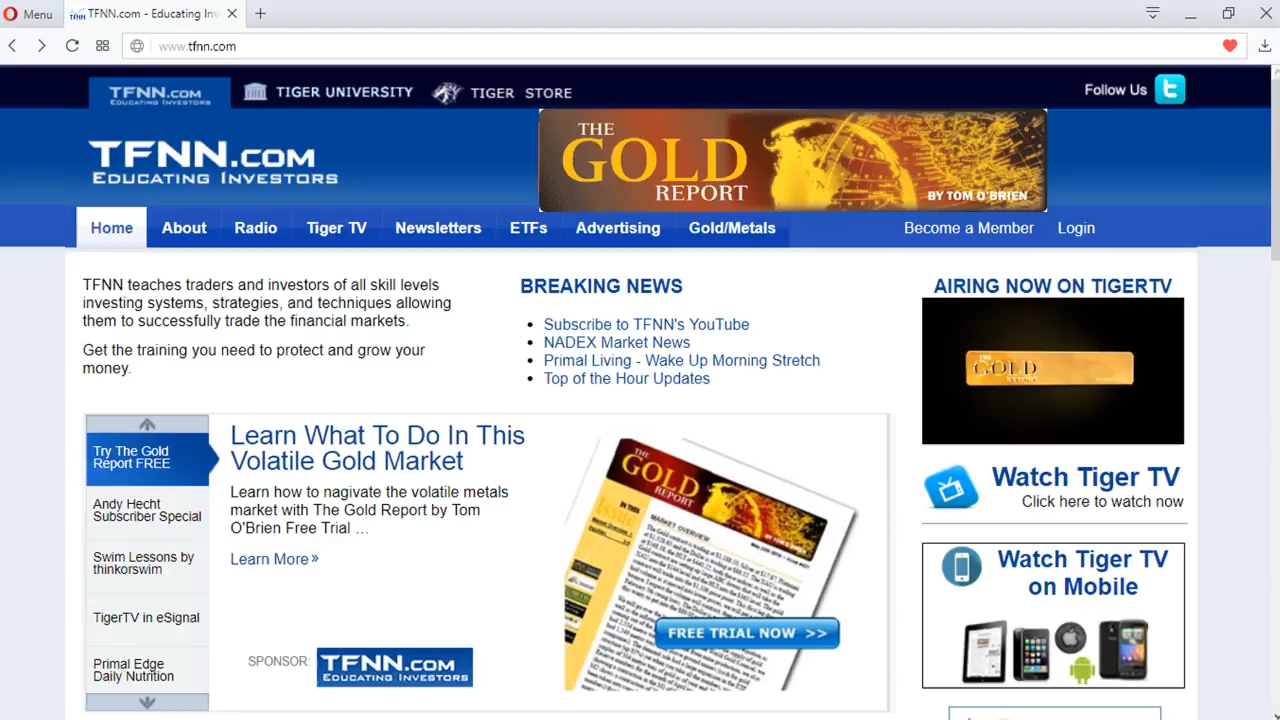 Menu
TFNN.com - Educating Inv
www.tfnn.com
TFNN.COM
EDUCATING INVESTORS
TIGER UNIVERSITY
TIGER STORE
Follow Us
TFNN.COM
EDUCATING INVESTORS
THE
GOLD
REPORT
BY TOM O'BRIEN
Home
About
Radio
Tiger TV
Newsletters
ETFs
Advertising
Gold/Metals
Become a Member
Login
TFNN teaches traders and investors of all skill levels
investing systems, strategies, and techniques allowing
them to successfully trade the financial markets.
Get the training you need to protect and grow your
money.
BREAKING NEWS
Subscribe to TFNN's YouTube
NADEX Market News
Primal Living - Wake Up Morning Stretch
Top of the Hour Updates
AIRING NOW ON TIGERTV
THE
GOLD
REPORT
Watch Tiger TV
Click here to watch now
Watch Tiger TV
on Mobile
Try The Gold
Report FREE
Andy Hecht
Subscriber Special
Swim Lessons by
thinkorswim
TigerTV in eSignal
Primal Edge
Daily Nutrition
Learn What To Do In This
Volatile Gold Market
Learn how to nagivate the volatile metals
market with The Gold Report by Tom
O'Brien Free Trial ...
Learn More »
SPONSOR:
TFNN.COM
EDUCATING INVESTORS
THE
GOLD
REPORT
IN THIS
Issue
MARKET OVERVIEW
FREE TRIAL NOW >>